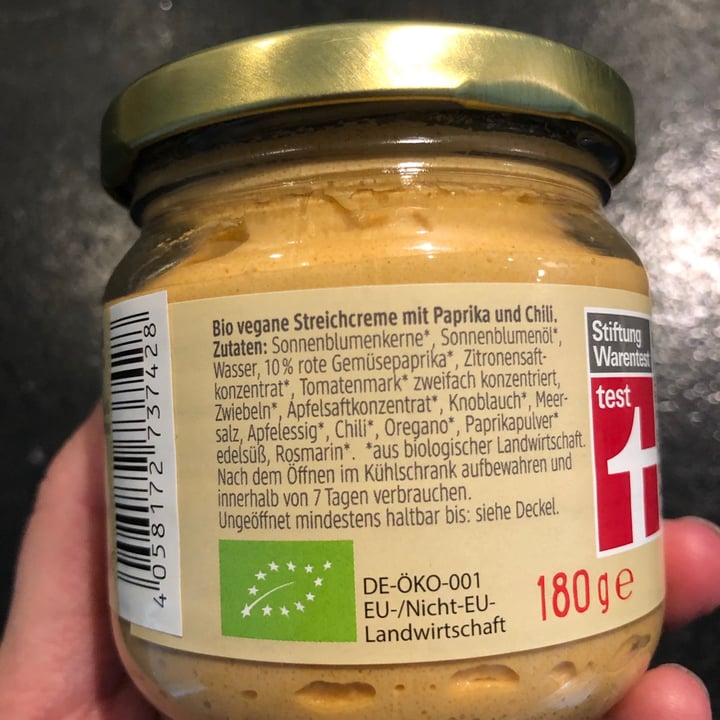 Bio vegane Streichcreme mit Paprika und Chili.
Zutaten: Sonnenblumenkerne*, Sonnenblumenöl*,
Wasser, 10% rote Gemüsepaprika*, Zitronensaft-
konzentrat*, Tomatenmark* zweifach konzentriert,
Zwiebeln*, Apfelsaftkonzentrat*, Knoblauch*, Meer-
salz, Apfelessig*, Chili*, Oregano*, Paprikapulver*
edelsüß, Rosmarin*. *aus biologischer Landwirtschaft.
Nach dem Öffnen im Kühlschrank aufbewahren und
innerhalb von 7 Tagen verbrauchen.
Ungeöffnet mindestens haltbar bis: siehe Deckel.
DE-ÖKO-001
EU-/Nicht-EU-
Landwirtschaft
180 g e
Stiftung
Warentest
test
4 058172 737428